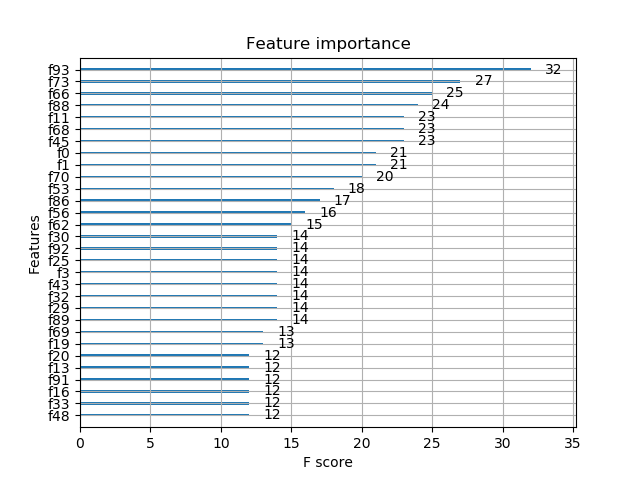 Feature importance
f93 32
f73 27
f66 25
f88 24
f11 23
f68 23
f45 23
f0 21
f1 21
f70 20
f53 18
f86 17
f56 16
f62 15
f30 14
f92 14
f25 14
f3 14
f43 14
f32 14
f29 14
f89 14
f69 13
f19 13
f20 12
f13 12
f91 12
f16 12
f33 12
f48 12
Features
0 5 10 15 20 25 30 35
F score